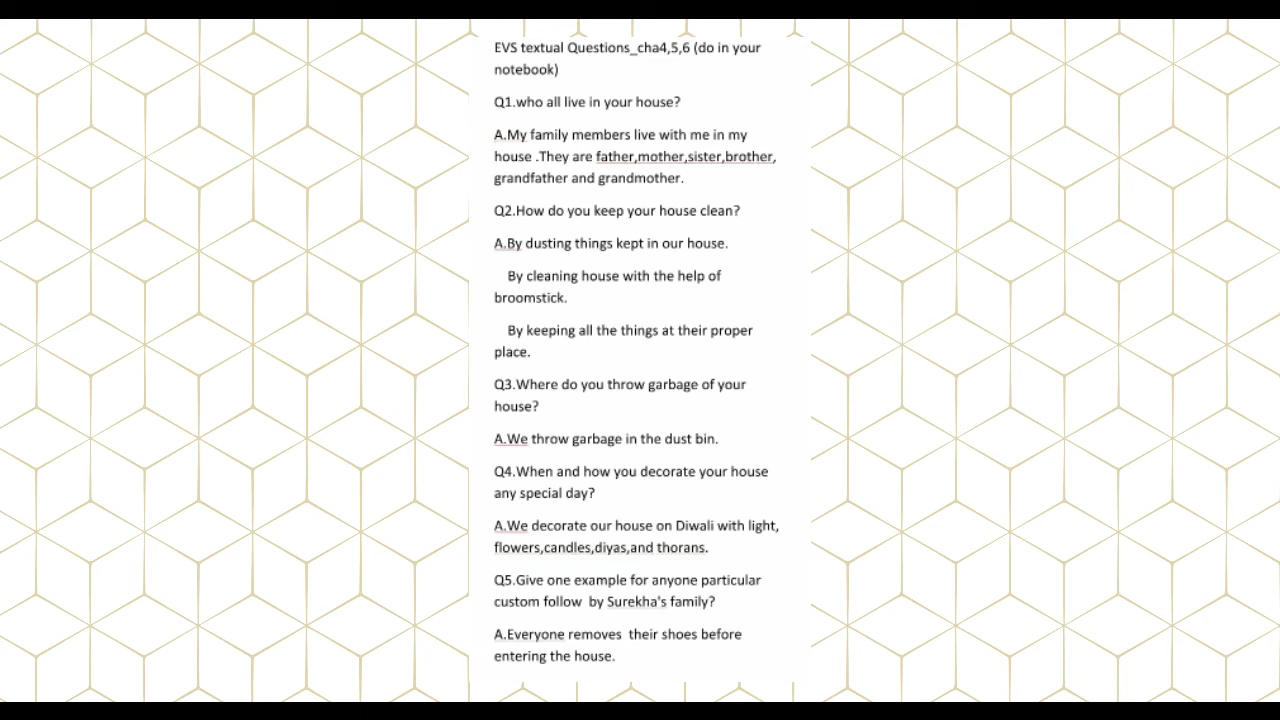 EVS textual Questions_cha4,5,6 (do in your
notebook)
Q1.who all live in your house?
A.My family members live with me in my
house .They are father,mother,sister,brother,
grandfather and grandmother.
Q2.How do you keep your house clean?
A.By dusting things kept in our house.
By cleaning house with the help of
broomstick.
By keeping all the things at their proper
place.
Q3.Where do you throw garbage of your
house?
A.We throw garbage in the dust bin.
Q4.When and how you decorate your house
any special day?
A.We decorate our house on Diwali with light,
flowers,candles,diyas,and thorans.
Q5.Give one example for anyone particular
custom follow  by Surekha's family?
A.Everyone removes  their shoes before
entering the house.